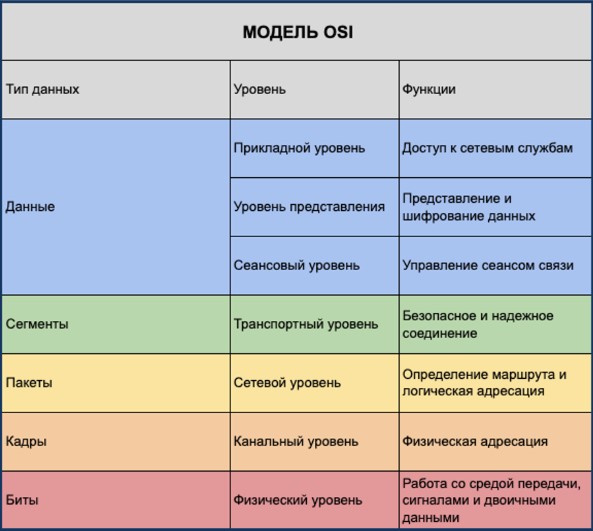 МОДЕЛЬ OSI
Тип данных
Уровень
Функции
Данные
Прикладной уровень
Доступ к сетевым службам
Уровень представления
Представление и
шифрование данных
Сеансовый уровень
Управление сеансом связи
Сегменты
Транспортный уровень
Безопасное и надежное
соединение
Пакеты
Сетевой уровень
Определение маршрута и
логическая адресация
Кадры
Канальный уровень
Физическая адресация
Биты
Физический уровень
Работа со средой передачи,
сигналами и двоичными
данными